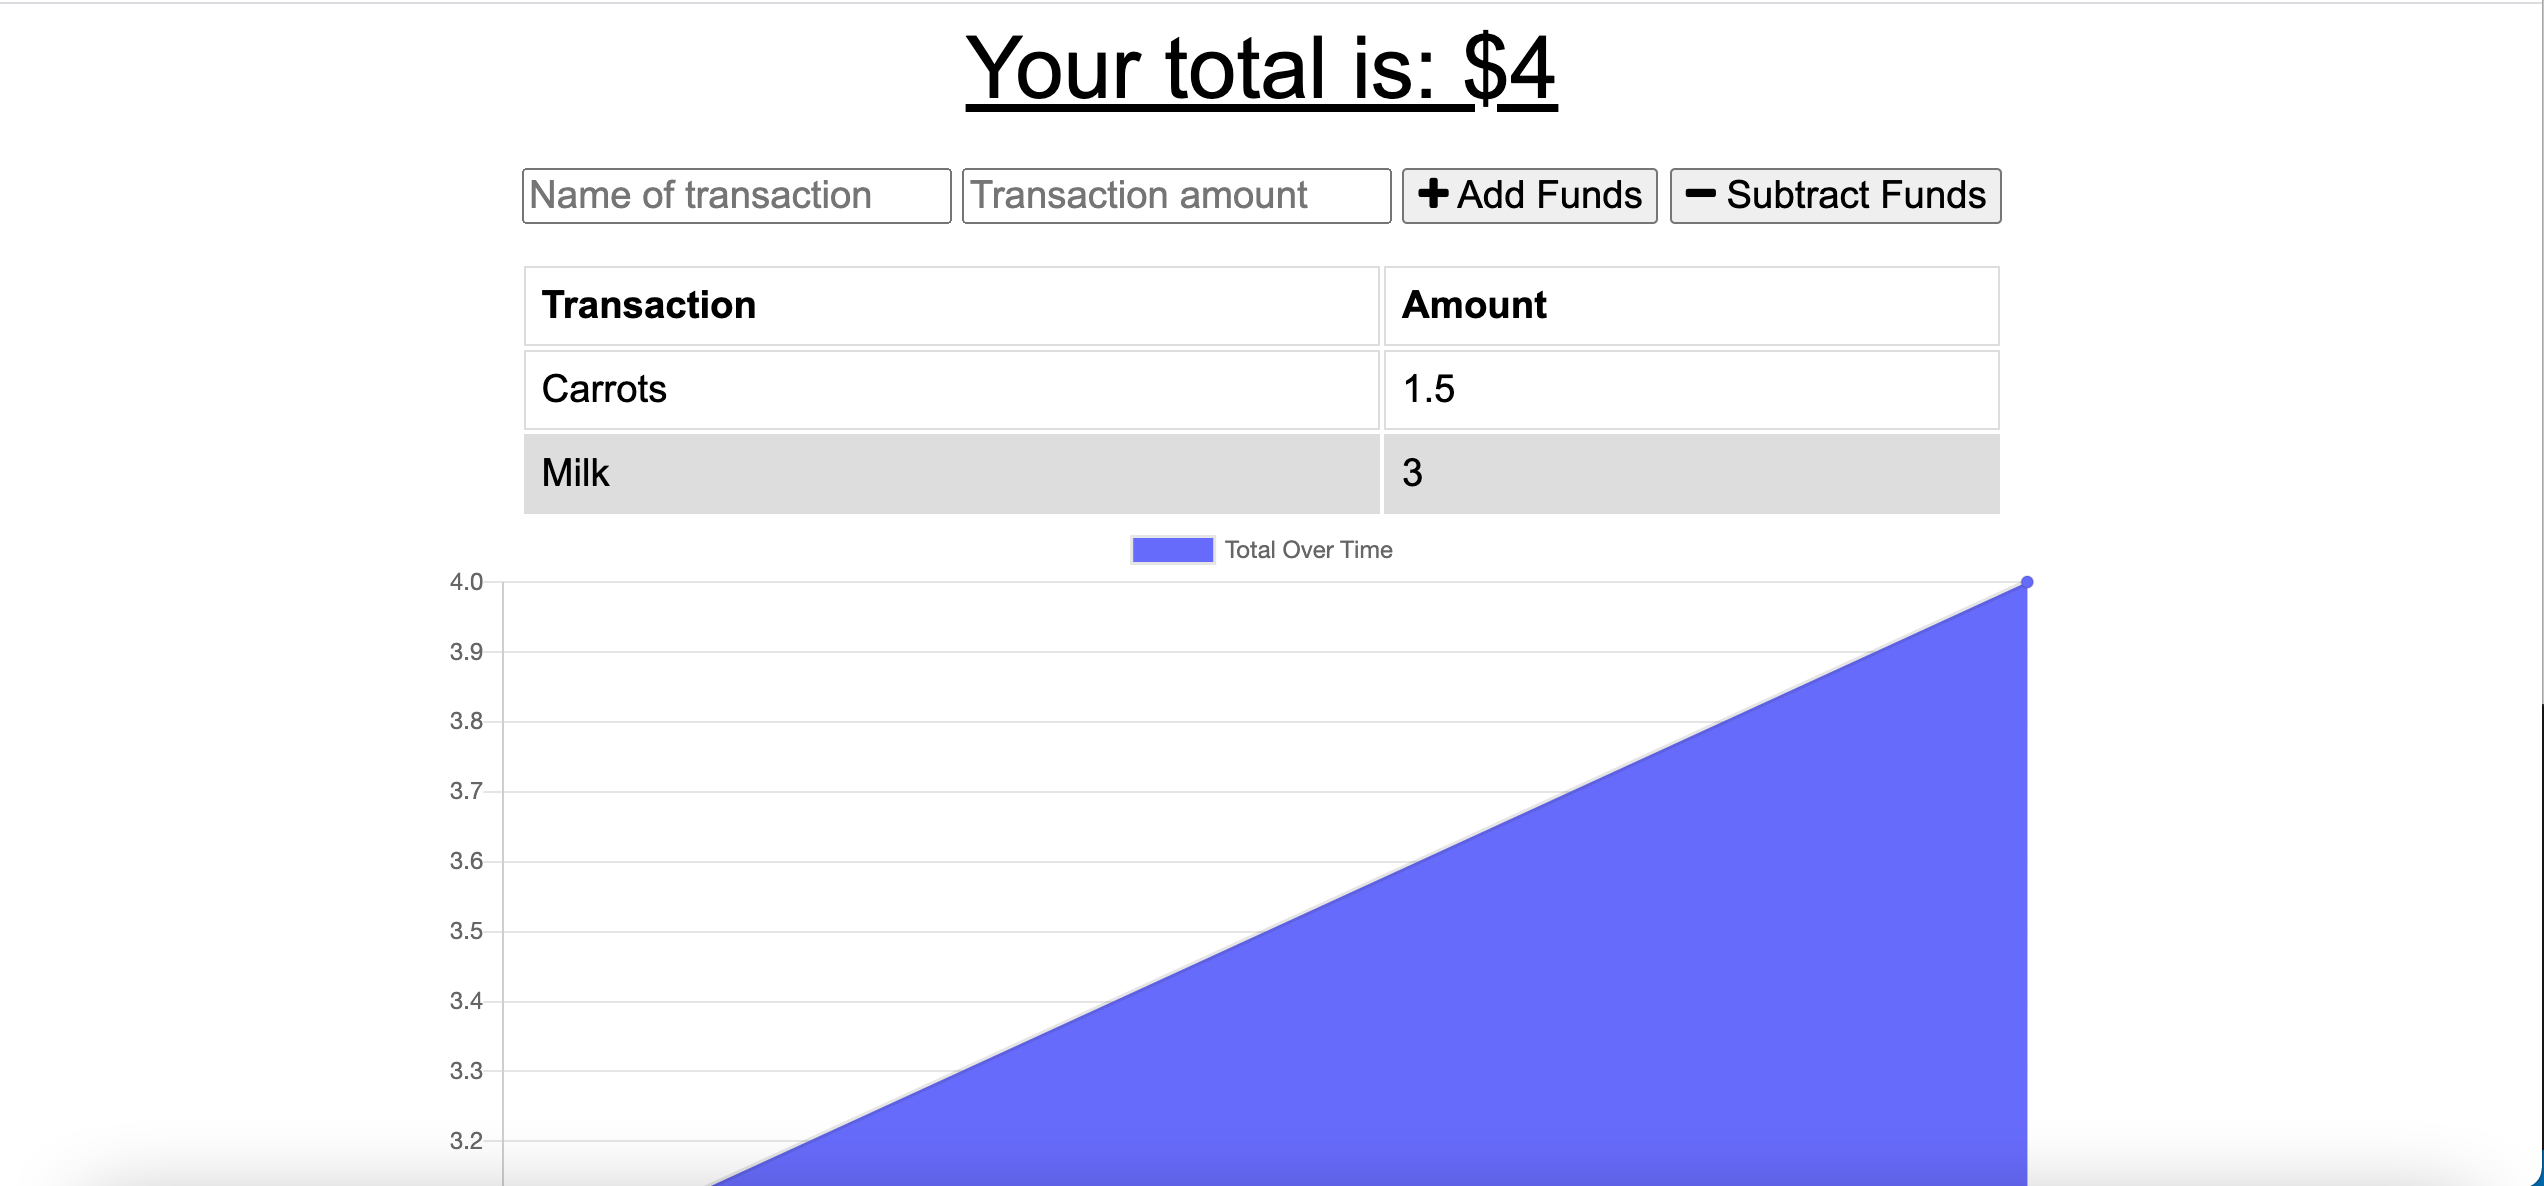 Your total is: $4
Name of transaction Transaction amount + Add Funds − Subtract Funds
Transaction Amount
Carrots 1.5
Milk 3
Total Over Time
4.0
3.9
3.8
3.7
3.6
3.5
3.4
3.3
3.2